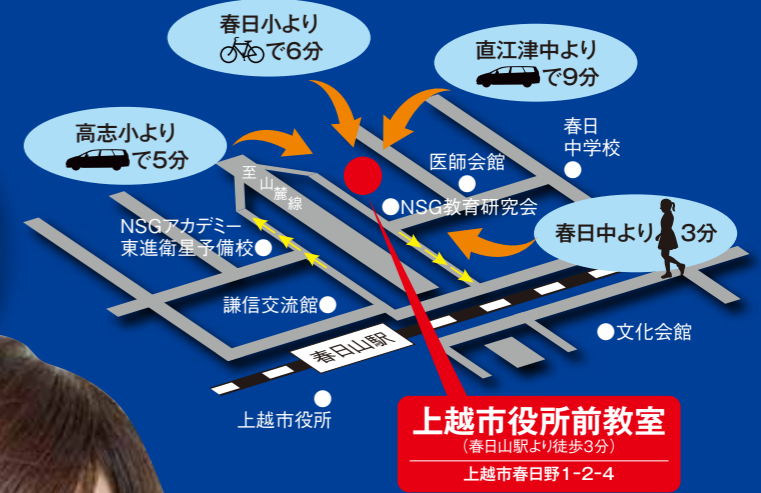 春日小より
で6分
直江津中より
で9分
高志小より
で5分
春日
中学校
医師会館
至山麓線
NSG教育研究会
NSGアカデミー
東進衛星予備校
春日中より 3分
謙信交流館
春日山駅
文化会館
上越市役所
上越市役所前教室
(春日山駅より徒歩3分)
上越市春日野1-2-4